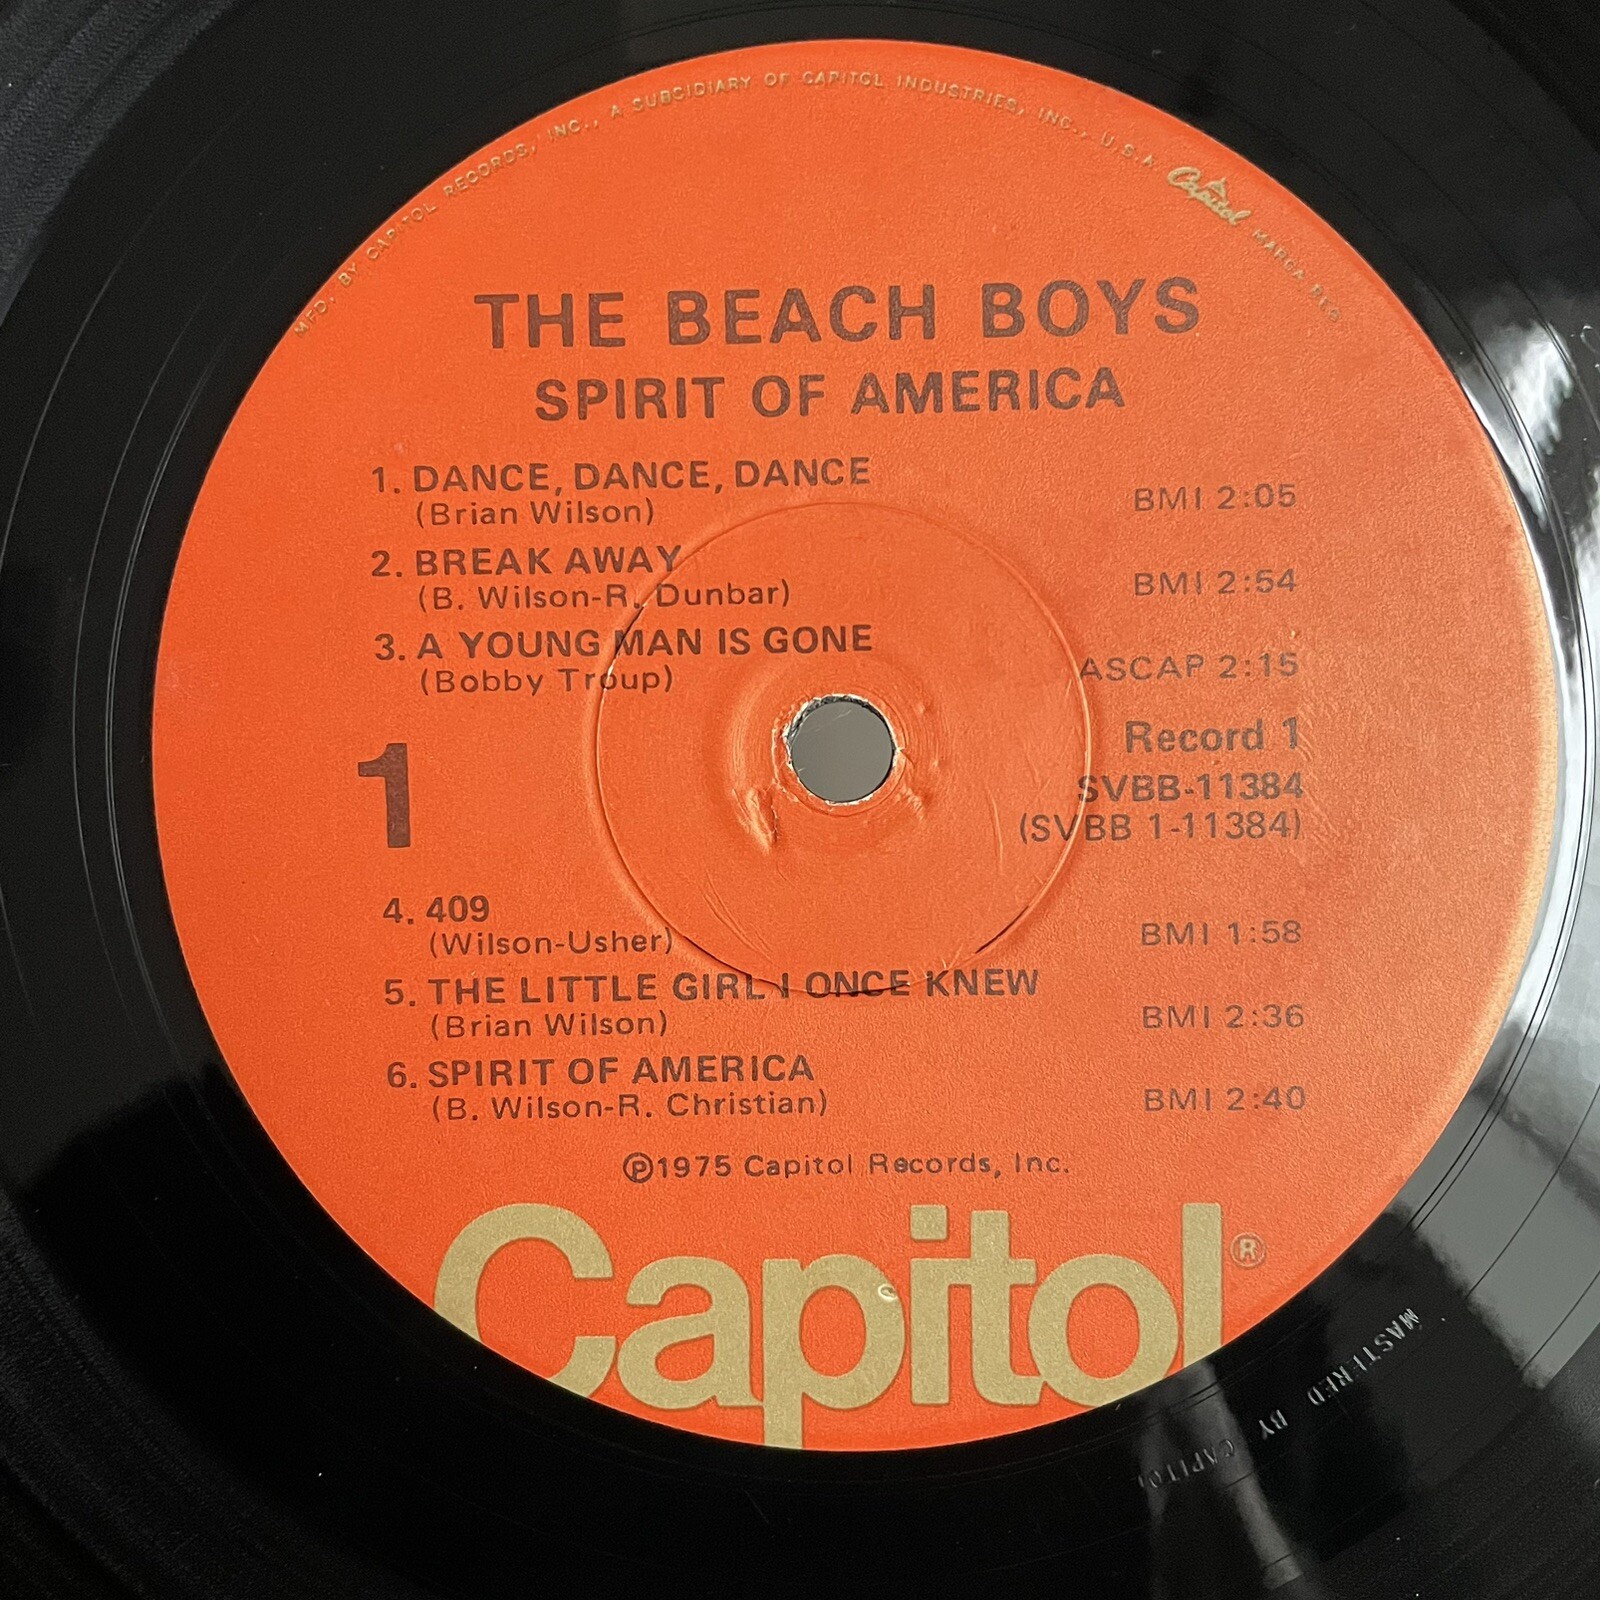 MFD. BY CAPITOL RECORDS, INC., A SUBSIDIARY OF CAPITOL INDUSTRIES, INC., U.S.A. Capitol MARCA REG.
THE BEACH BOYS
SPIRIT OF AMERICA
1. DANCE, DANCE, DANCE
(Brian Wilson) BMI 2:05
2. BREAK AWAY
(B. Wilson-R. Dunbar) BMI 2:54
3. A YOUNG MAN IS GONE
(Bobby Troup) ASCAP 2:15
Record 1
1 SVBB-11384
(SVBB 1-11384)
4. 409
(Wilson-Usher) BMI 1:58
5. THE LITTLE GIRL I ONCE KNEW
(Brian Wilson) BMI 2:36
6. SPIRIT OF AMERICA
(B. Wilson-R. Christian) BMI 2:40
Ⓟ1975 Capitol Records, Inc.
Capitol®
MASTERED BY CAPITOL